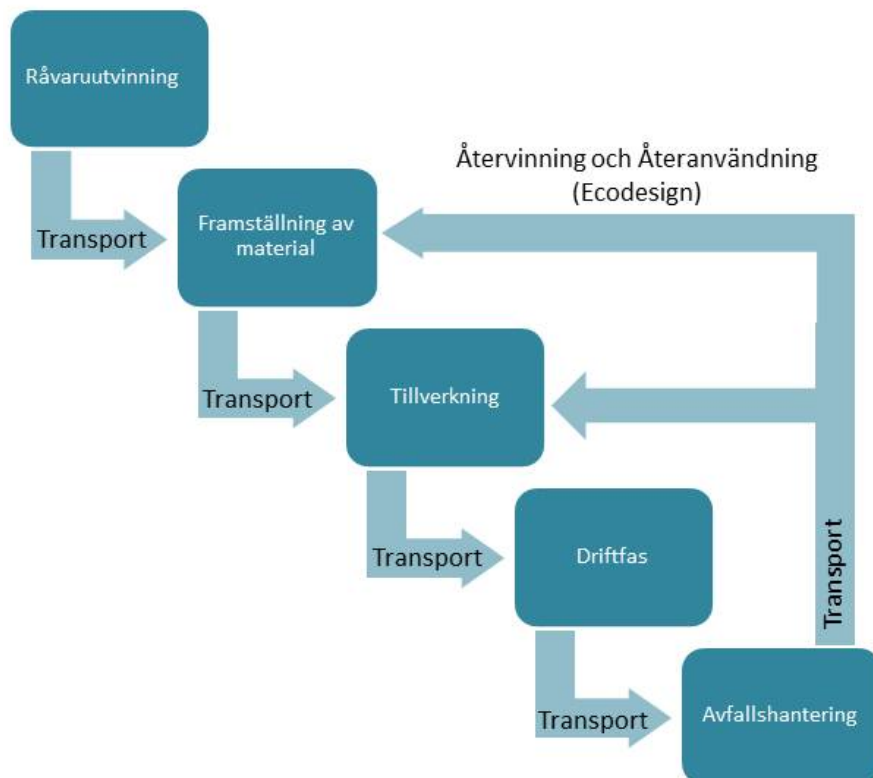 Råvaruutvinning
Återvinning och Återanvändning
(Ecodesign)
Transport
Framställning av
material
Transport
Tillverkning
Transport
Driftfas
Transport
Transport
Avfallshantering